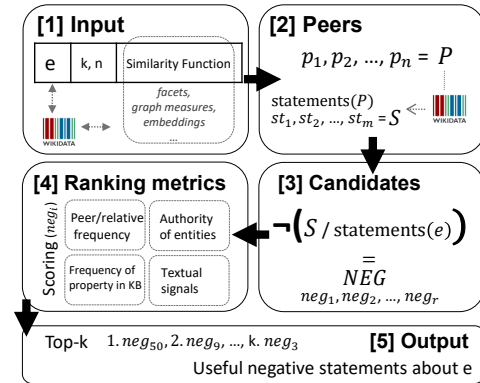 [1] Input
e
k, n
Similarity Function
facets,
graph measures,
embeddings
...
WIKIDATA
[2] Peers
p₁, p₂, ..., pₙ = P
statements(P)
st₁, st₂, ..., stₘ = S
WIKIDATA
[3] Candidates
¬(S / statements(e))
=
NEG
neg₁, neg₂, ..., negᵣ
[4] Ranking metrics
Scoring (negᵢ)
Peer/relative
frequency
Authority
of entities
Frequency of
property in KB
Textual
signals
[5] Output
Top-k 1. neg₅₀, 2. neg₉, ..., k. neg₃
Useful negative statements about e